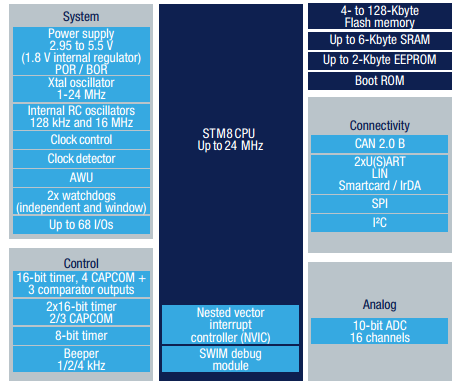 System
Power supply
2.95 to 5.5 V
(1.8 V internal regulator)
POR / BOR
Xtal oscillator
1-24 MHz
Internal RC oscillators
128 kHz and 16 MHz
Clock control
Clock detector
AWU
2x watchdogs
(independent and window)
Up to 68 I/Os
Control
16-bit timer, 4 CAPCOM +
3 comparator outputs
2x16-bit timer
2/3 CAPCOM
8-bit timer
Beeper
1/2/4 kHz
STM8 CPU
Up to 24 MHz
Nested vector
interrupt
controller (NVIC)
SWIM debug
module
4- to 128-Kbyte
Flash memory
Up to 6-Kbyte SRAM
Up to 2-Kbyte EEPROM
Boot ROM
Connectivity
CAN 2.0 B
2xU(S)ART
LIN
Smartcard / IrDA
SPI
I²C
Analog
10-bit ADC
16 channels